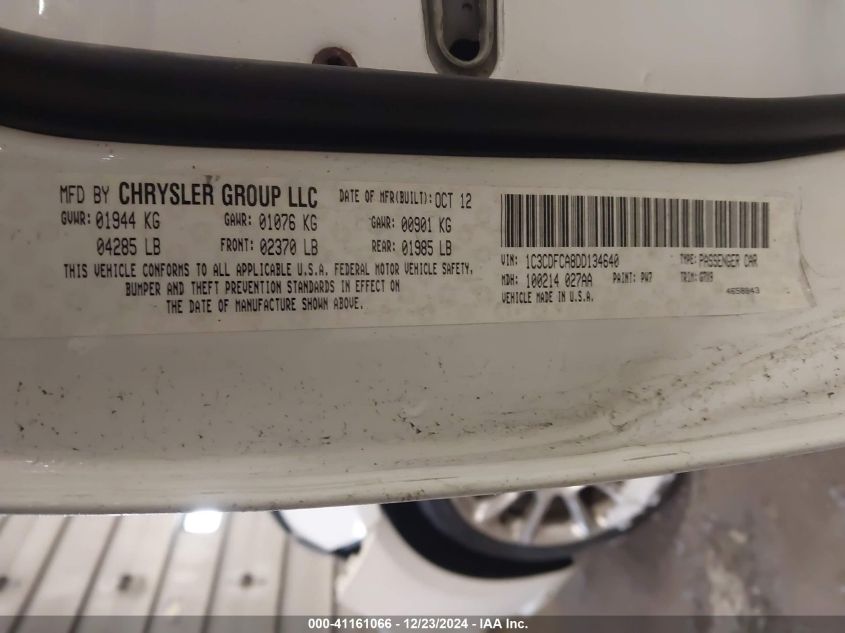 MFD BY CHRYSLER GROUP LLC DATE OF MFR(BUILT): OCT 12
GVWR: 01944 KG GAWR: 01076 KG GAWR: 00901 KG
04285 LB FRONT: 02370 LB REAR: 01985 LB
THIS VEHICLE CONFORMS TO ALL APPLICABLE U.S.A. FEDERAL MOTOR VEHICLE SAFETY,
BUMPER AND THEFT PREVENTION STANDARDS IN EFFECT ON
THE DATE OF MANUFACTURE SHOWN ABOVE.
VIN: 1C3CDFCA8DD134640 TYPE: PASSENGER CAR
MDH: 100214 027AA PAINT: PW7 TRIM:
VEHICLE MADE IN U.S.A. 4658843
000-41161066 - 12/23/2024 - IAA Inc.